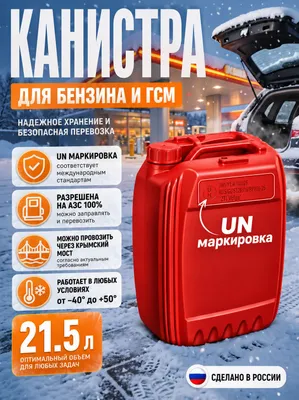 КАНИСТРА
ДЛЯ БЕНЗИНА И ГСМ
НАДЕЖНОЕ ХРАНЕНИЕ И
БЕЗОПАСНАЯ ПЕРЕВОЗКА
UN МАРКИРОВКА
соответствует
международным
стандартам
РАЗРЕШЕНА
НА АЗС 100%
можно заправлять
и перевозить
МОЖНО ПРОВОЗИТЬ
ЧЕРЕЗ КРЫМСКИЙ
МОСТ
согласно актуальным
требованиям
РАБОТАЕТ В ЛЮБЫХ
УСЛОВИЯХ
от -40° до +50°
UN
маркировка
21.5 л
ОПТИМАЛЬНЫЙ ОБЪЕМ
ДЛЯ ЛЮБЫХ ЗАДАЧ
СДЕЛАНО В РОССИИ